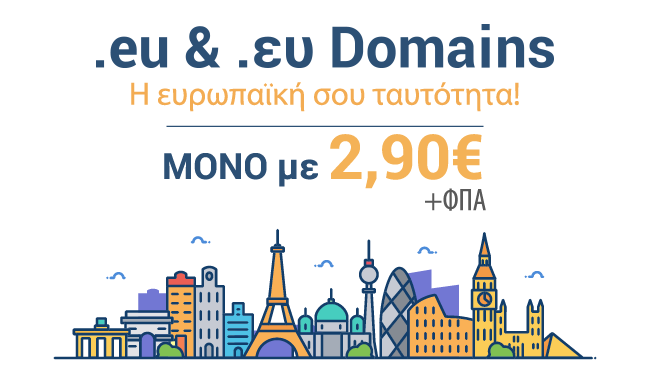 .eu & .ευ Domains
Η ευρωπαϊκή σου ταυτότητα!
ΜΟΝΟ με 2,90€
+ΦΠΑ